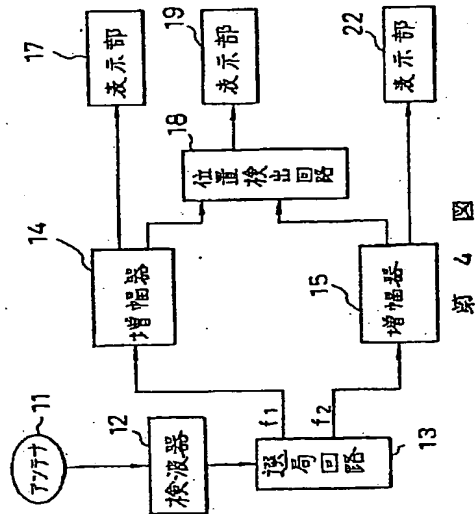 アンテナ
11
検波器
12
選局回路
13
f1
f2
増幅器
14
増幅器
15
位置検出回路
18
表示部
17
表示部
19
表示部
22
第 4 図